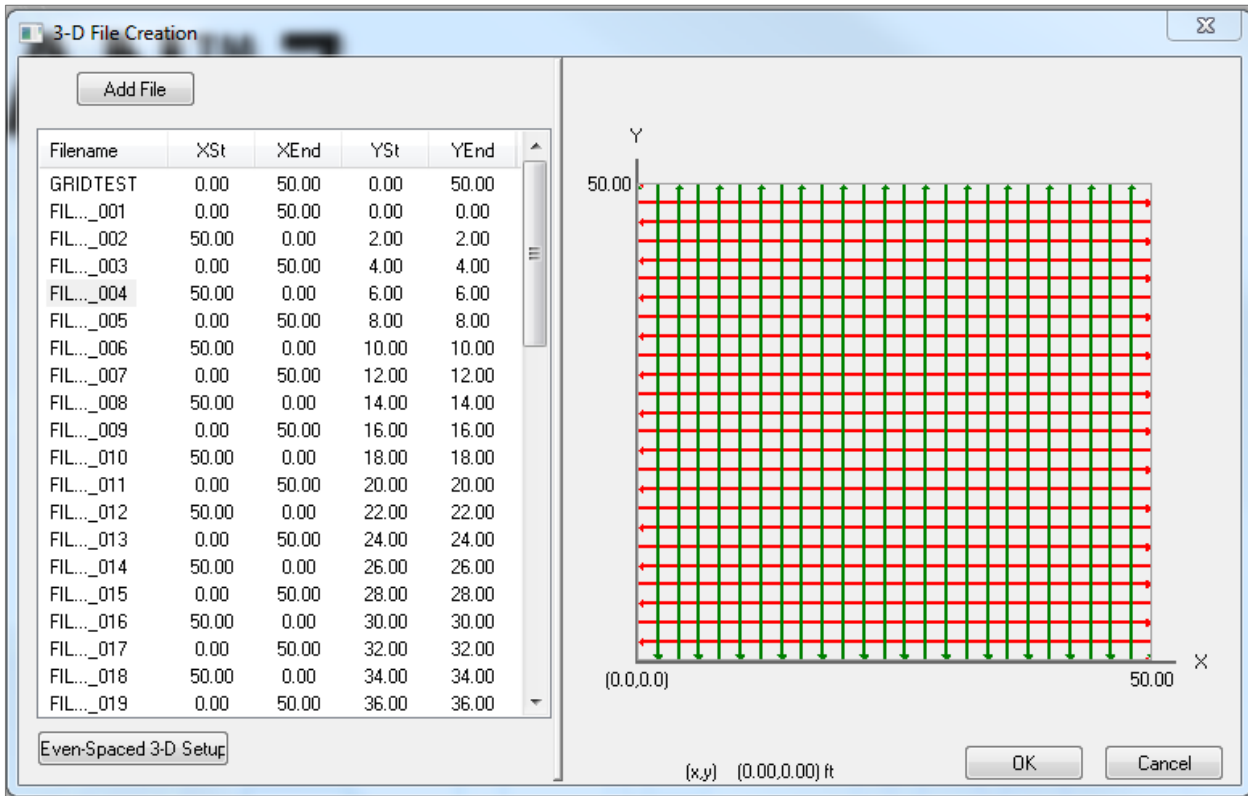 3-D File Creation
Add File
Filename XSt XEnd YSt YEnd
GRIDTEST 0.00 50.00 0.00 50.00
FIL..._001 0.00 50.00 0.00 0.00
FIL..._002 50.00 0.00 2.00 2.00
FIL..._003 0.00 50.00 4.00 4.00
FIL..._004 50.00 0.00 6.00 6.00
FIL..._005 0.00 50.00 8.00 8.00
FIL..._006 50.00 0.00 10.00 10.00
FIL..._007 0.00 50.00 12.00 12.00
FIL..._008 50.00 0.00 14.00 14.00
FIL..._009 0.00 50.00 16.00 16.00
FIL..._010 50.00 0.00 18.00 18.00
FIL..._011 0.00 50.00 20.00 20.00
FIL..._012 50.00 0.00 22.00 22.00
FIL..._013 0.00 50.00 24.00 24.00
FIL..._014 50.00 0.00 26.00 26.00
FIL..._015 0.00 50.00 28.00 28.00
FIL..._016 50.00 0.00 30.00 30.00
FIL..._017 0.00 50.00 32.00 32.00
FIL..._018 50.00 0.00 34.00 34.00
FIL..._019 0.00 50.00 36.00 36.00
Even-Spaced 3-D Setup
Y
50.00
X
(0.0,0.0)
50.00
(x,y) (0.00,0.00) ft
OK
Cancel